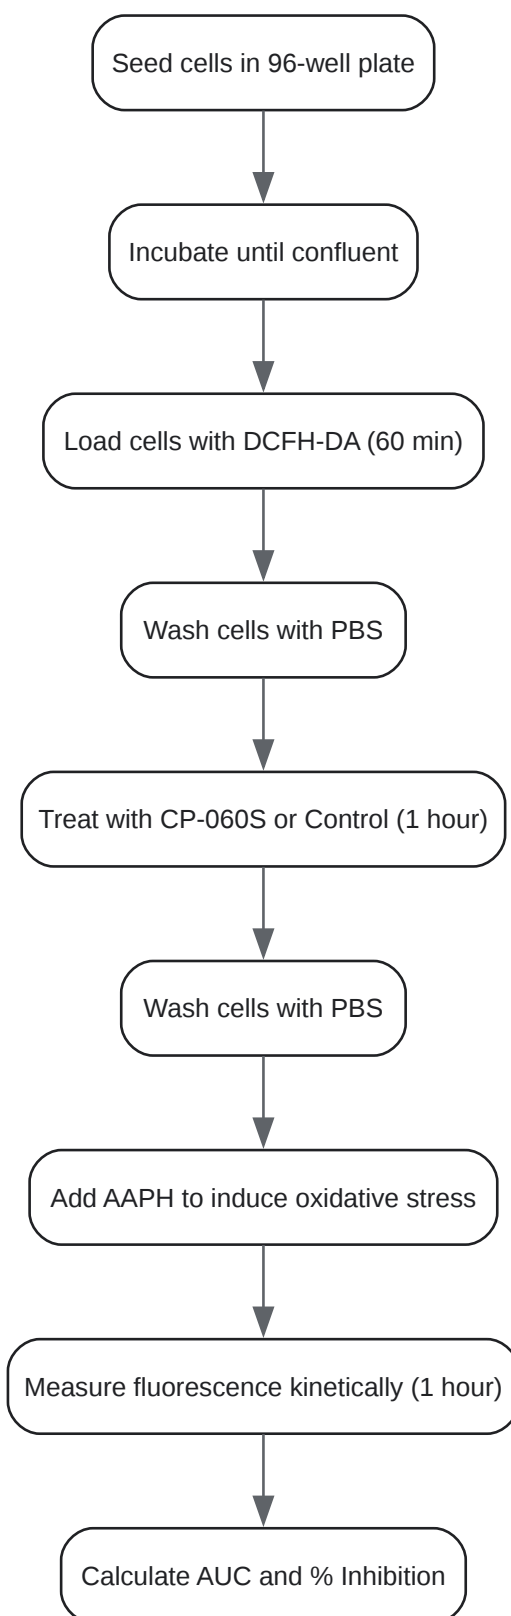 Seed cells in 96-well plate
Incubate until confluent
Load cells with DCFH-DA (60 min)
Wash cells with PBS
Treat with CP-060S or Control (1 hour)
Wash cells with PBS
Add AAPH to induce oxidative stress
Measure fluorescence kinetically (1 hour)
Calculate AUC and % Inhibition